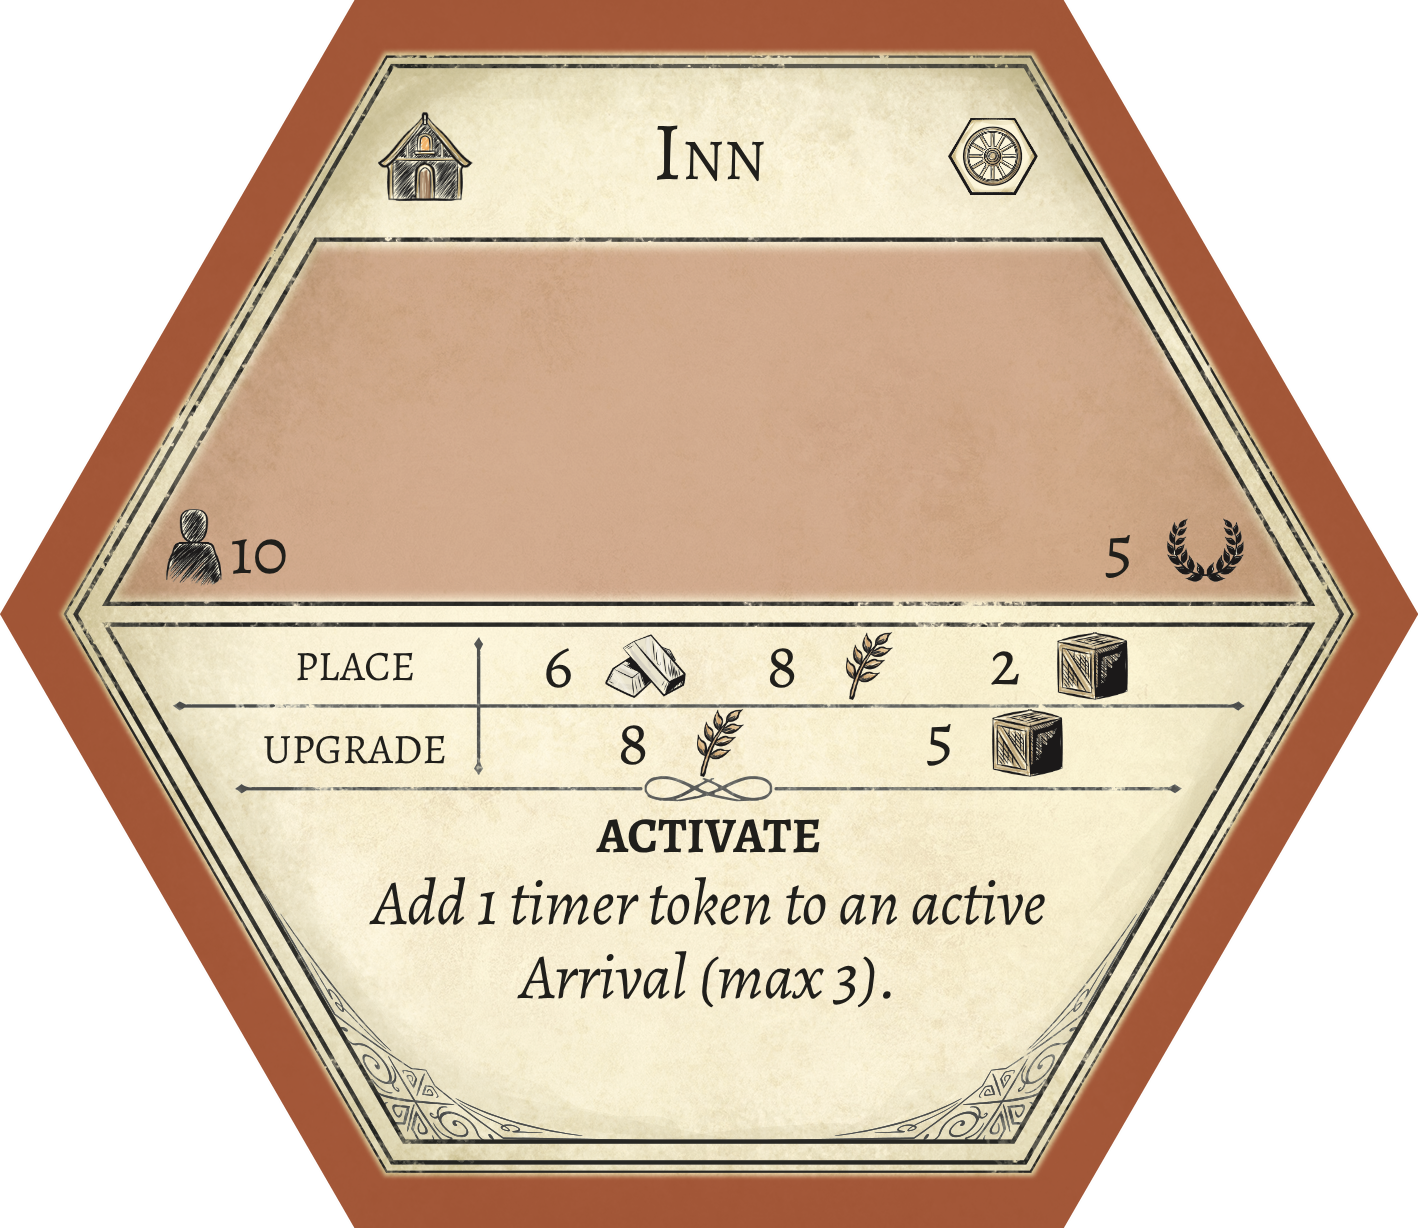 Inn
10 5
PLACE 6 8 2
UPGRADE 8 5
ACTIVATE
Add 1 timer token to an active
Arrival (max 3).